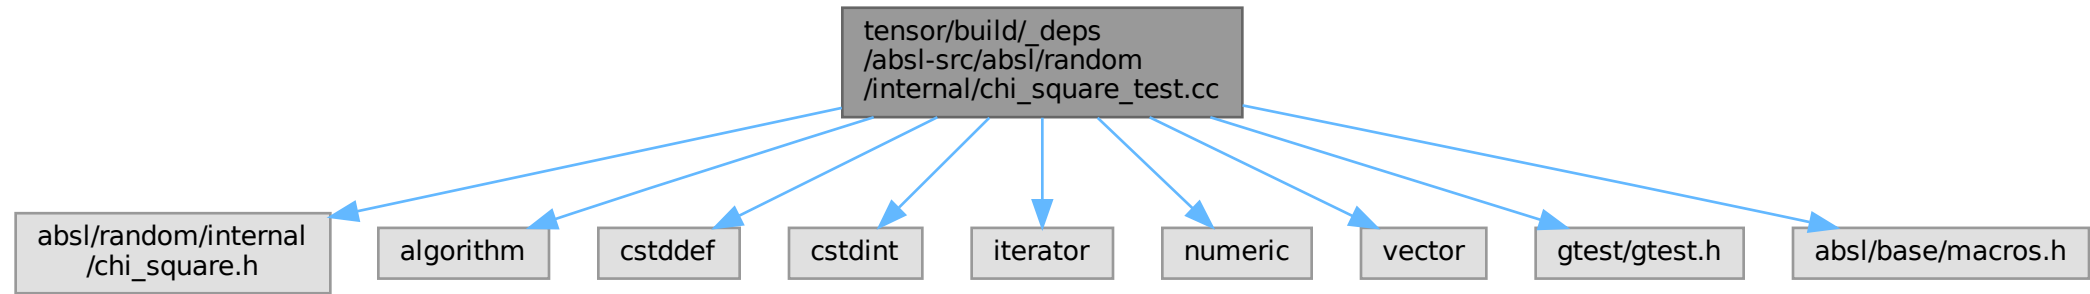 tensor/build/_deps
/absl-src/absl/random
/internal/chi_square_test.cc
absl/random/internal
/chi_square.h
algorithm
cstddef
cstdint
iterator
numeric
vector
gtest/gtest.h
absl/base/macros.h